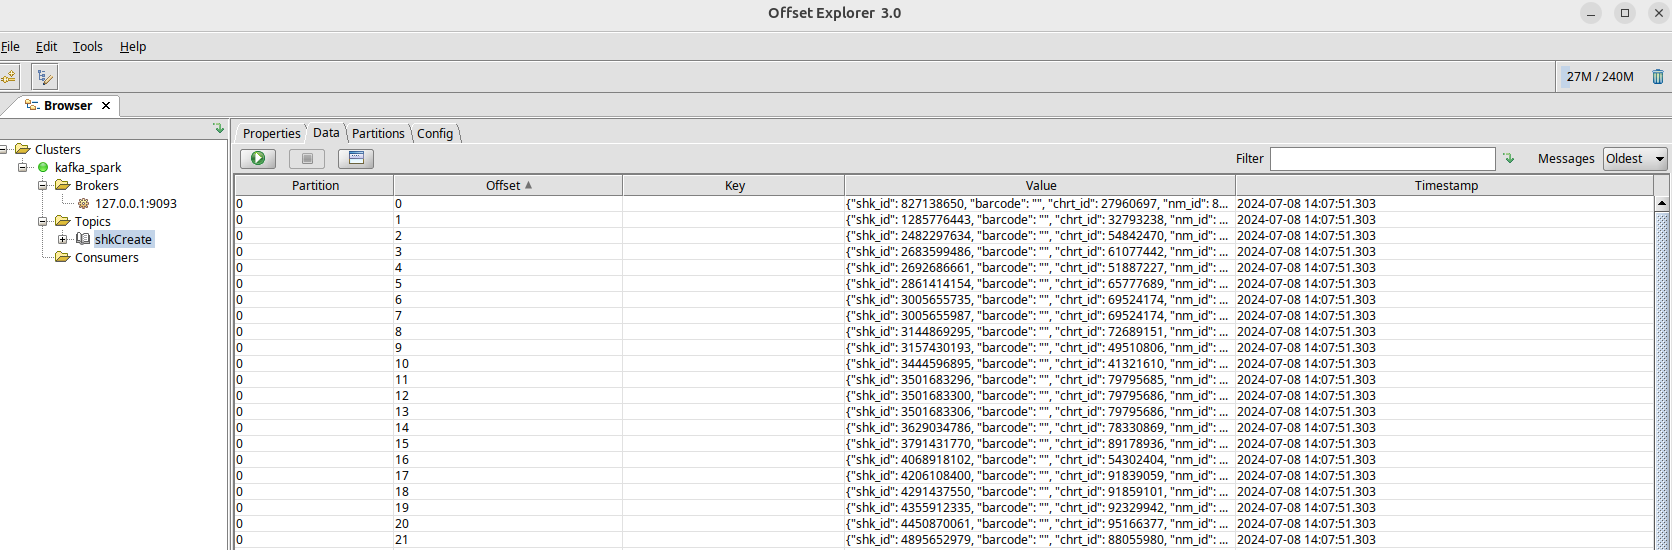 Offset Explorer 3.0
File Edit Tools Help
27M / 240M
Browser
Properties Data Partitions Config
Clusters
kafka_spark
Brokers
127.0.0.1:9093
Topics
shkCreate
Consumers
Filter Messages Oldest
Partition Offset Key Value Timestamp
0 0 {"shk_id": 827138650, "barcode": "", "chrt_id": 27960697, "nm_id": 8... 2024-07-08 14:07:51.303
0 1 {"shk_id": 1285776443, "barcode": "", "chrt_id": 32793238, "nm_id": ... 2024-07-08 14:07:51.303
0 2 {"shk_id": 2482297634, "barcode": "", "chrt_id": 54842470, "nm_id": ... 2024-07-08 14:07:51.303
0 3 {"shk_id": 2683599486, "barcode": "", "chrt_id": 61077442, "nm_id": ... 2024-07-08 14:07:51.303
0 4 {"shk_id": 2692686661, "barcode": "", "chrt_id": 51887227, "nm_id": ... 2024-07-08 14:07:51.303
0 5 {"shk_id": 2861414154, "barcode": "", "chrt_id": 65777689, "nm_id": ... 2024-07-08 14:07:51.303
0 6 {"shk_id": 3005655735, "barcode": "", "chrt_id": 69524174, "nm_id": ... 2024-07-08 14:07:51.303
0 7 {"shk_id": 3005655987, "barcode": "", "chrt_id": 69524174, "nm_id": ... 2024-07-08 14:07:51.303
0 8 {"shk_id": 3144869295, "barcode": "", "chrt_id": 72689151, "nm_id": ... 2024-07-08 14:07:51.303
0 9 {"shk_id": 3157430193, "barcode": "", "chrt_id": 49510806, "nm_id": ... 2024-07-08 14:07:51.303
0 10 {"shk_id": 3444596895, "barcode": "", "chrt_id": 41321610, "nm_id": ... 2024-07-08 14:07:51.303
0 11 {"shk_id": 3501683296, "barcode": "", "chrt_id": 79795685, "nm_id": ... 2024-07-08 14:07:51.303
0 12 {"shk_id": 3501683300, "barcode": "", "chrt_id": 79795686, "nm_id": ... 2024-07-08 14:07:51.303
0 13 {"shk_id": 3501683306, "barcode": "", "chrt_id": 79795686, "nm_id": ... 2024-07-08 14:07:51.303
0 14 {"shk_id": 3629034786, "barcode": "", "chrt_id": 78330869, "nm_id": ... 2024-07-08 14:07:51.303
0 15 {"shk_id": 3791431770, "barcode": "", "chrt_id": 89178936, "nm_id": ... 2024-07-08 14:07:51.303
0 16 {"shk_id": 4068918102, "barcode": "", "chrt_id": 54302404, "nm_id": ... 2024-07-08 14:07:51.303
0 17 {"shk_id": 4206108400, "barcode": "", "chrt_id": 91839059, "nm_id": ... 2024-07-08 14:07:51.303
0 18 {"shk_id": 4291437550, "barcode": "", "chrt_id": 91859101, "nm_id": ... 2024-07-08 14:07:51.303
0 19 {"shk_id": 4355912335, "barcode": "", "chrt_id": 92329942, "nm_id": ... 2024-07-08 14:07:51.303
0 20 {"shk_id": 4450870061, "barcode": "", "chrt_id": 95166377, "nm_id": ... 2024-07-08 14:07:51.303
0 21 {"shk_id": 4895652979, "barcode": "", "chrt_id": 88055980, "nm_id": ... 2024-07-08 14:07:51.303